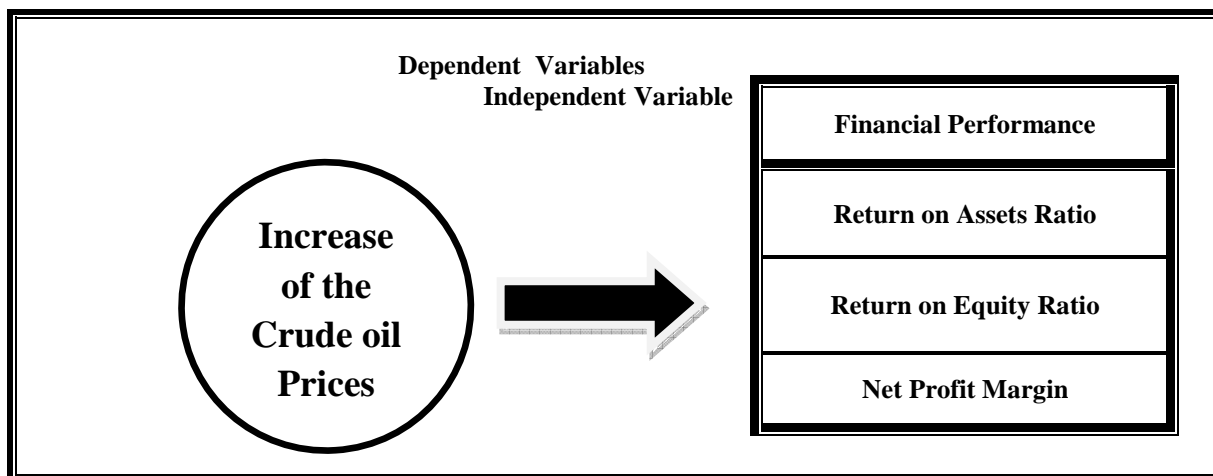 Dependent Variables
Independent Variable
Financial Performance
Return on Assets Ratio
Return on Equity Ratio
Net Profit Margin
Increase
of the
Crude oil
Prices